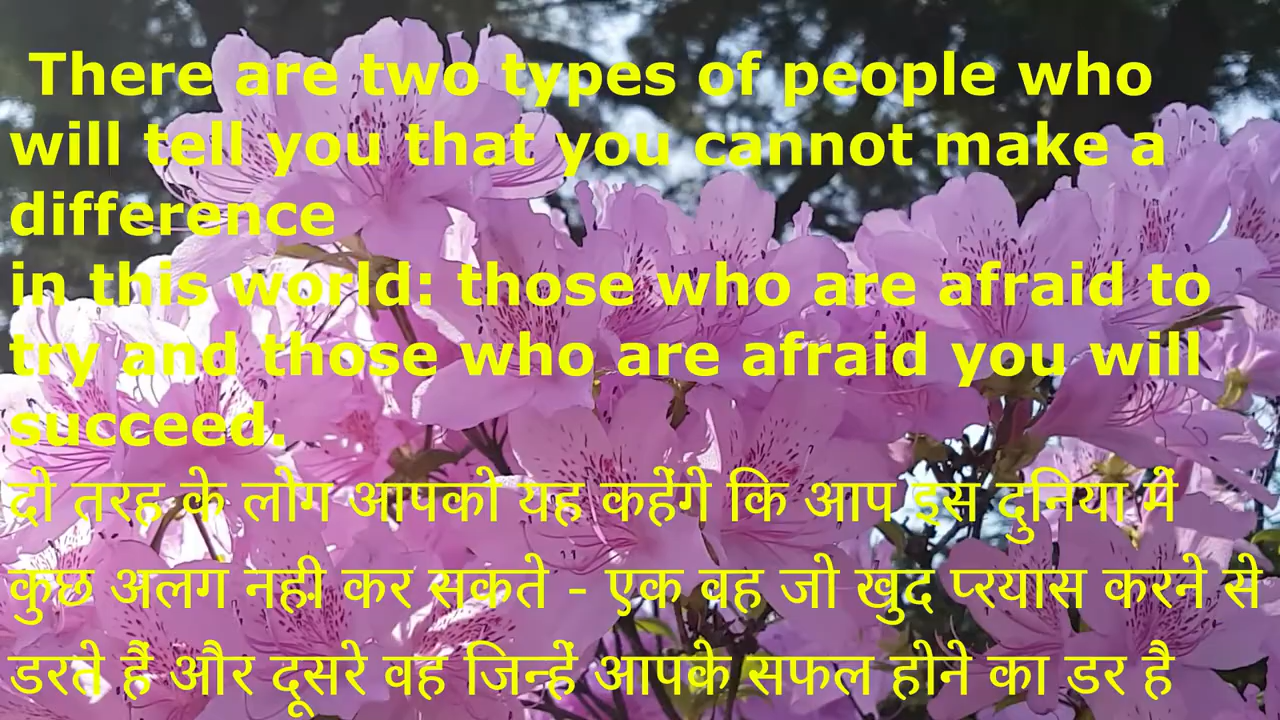 There are two types of people who
will tell you that you cannot make a
difference
in this world: those who are afraid to
try and those who are afraid you will
succeed.
दो तरह के लोग आपको यह कहेंगे कि आप इस दुनिया में
कुछ अलग नही कर सकते - एक वह जो खुद प्रयास करने से
डरते हैं और दूसरे वह जिन्हें आपके सफल होने का डर है